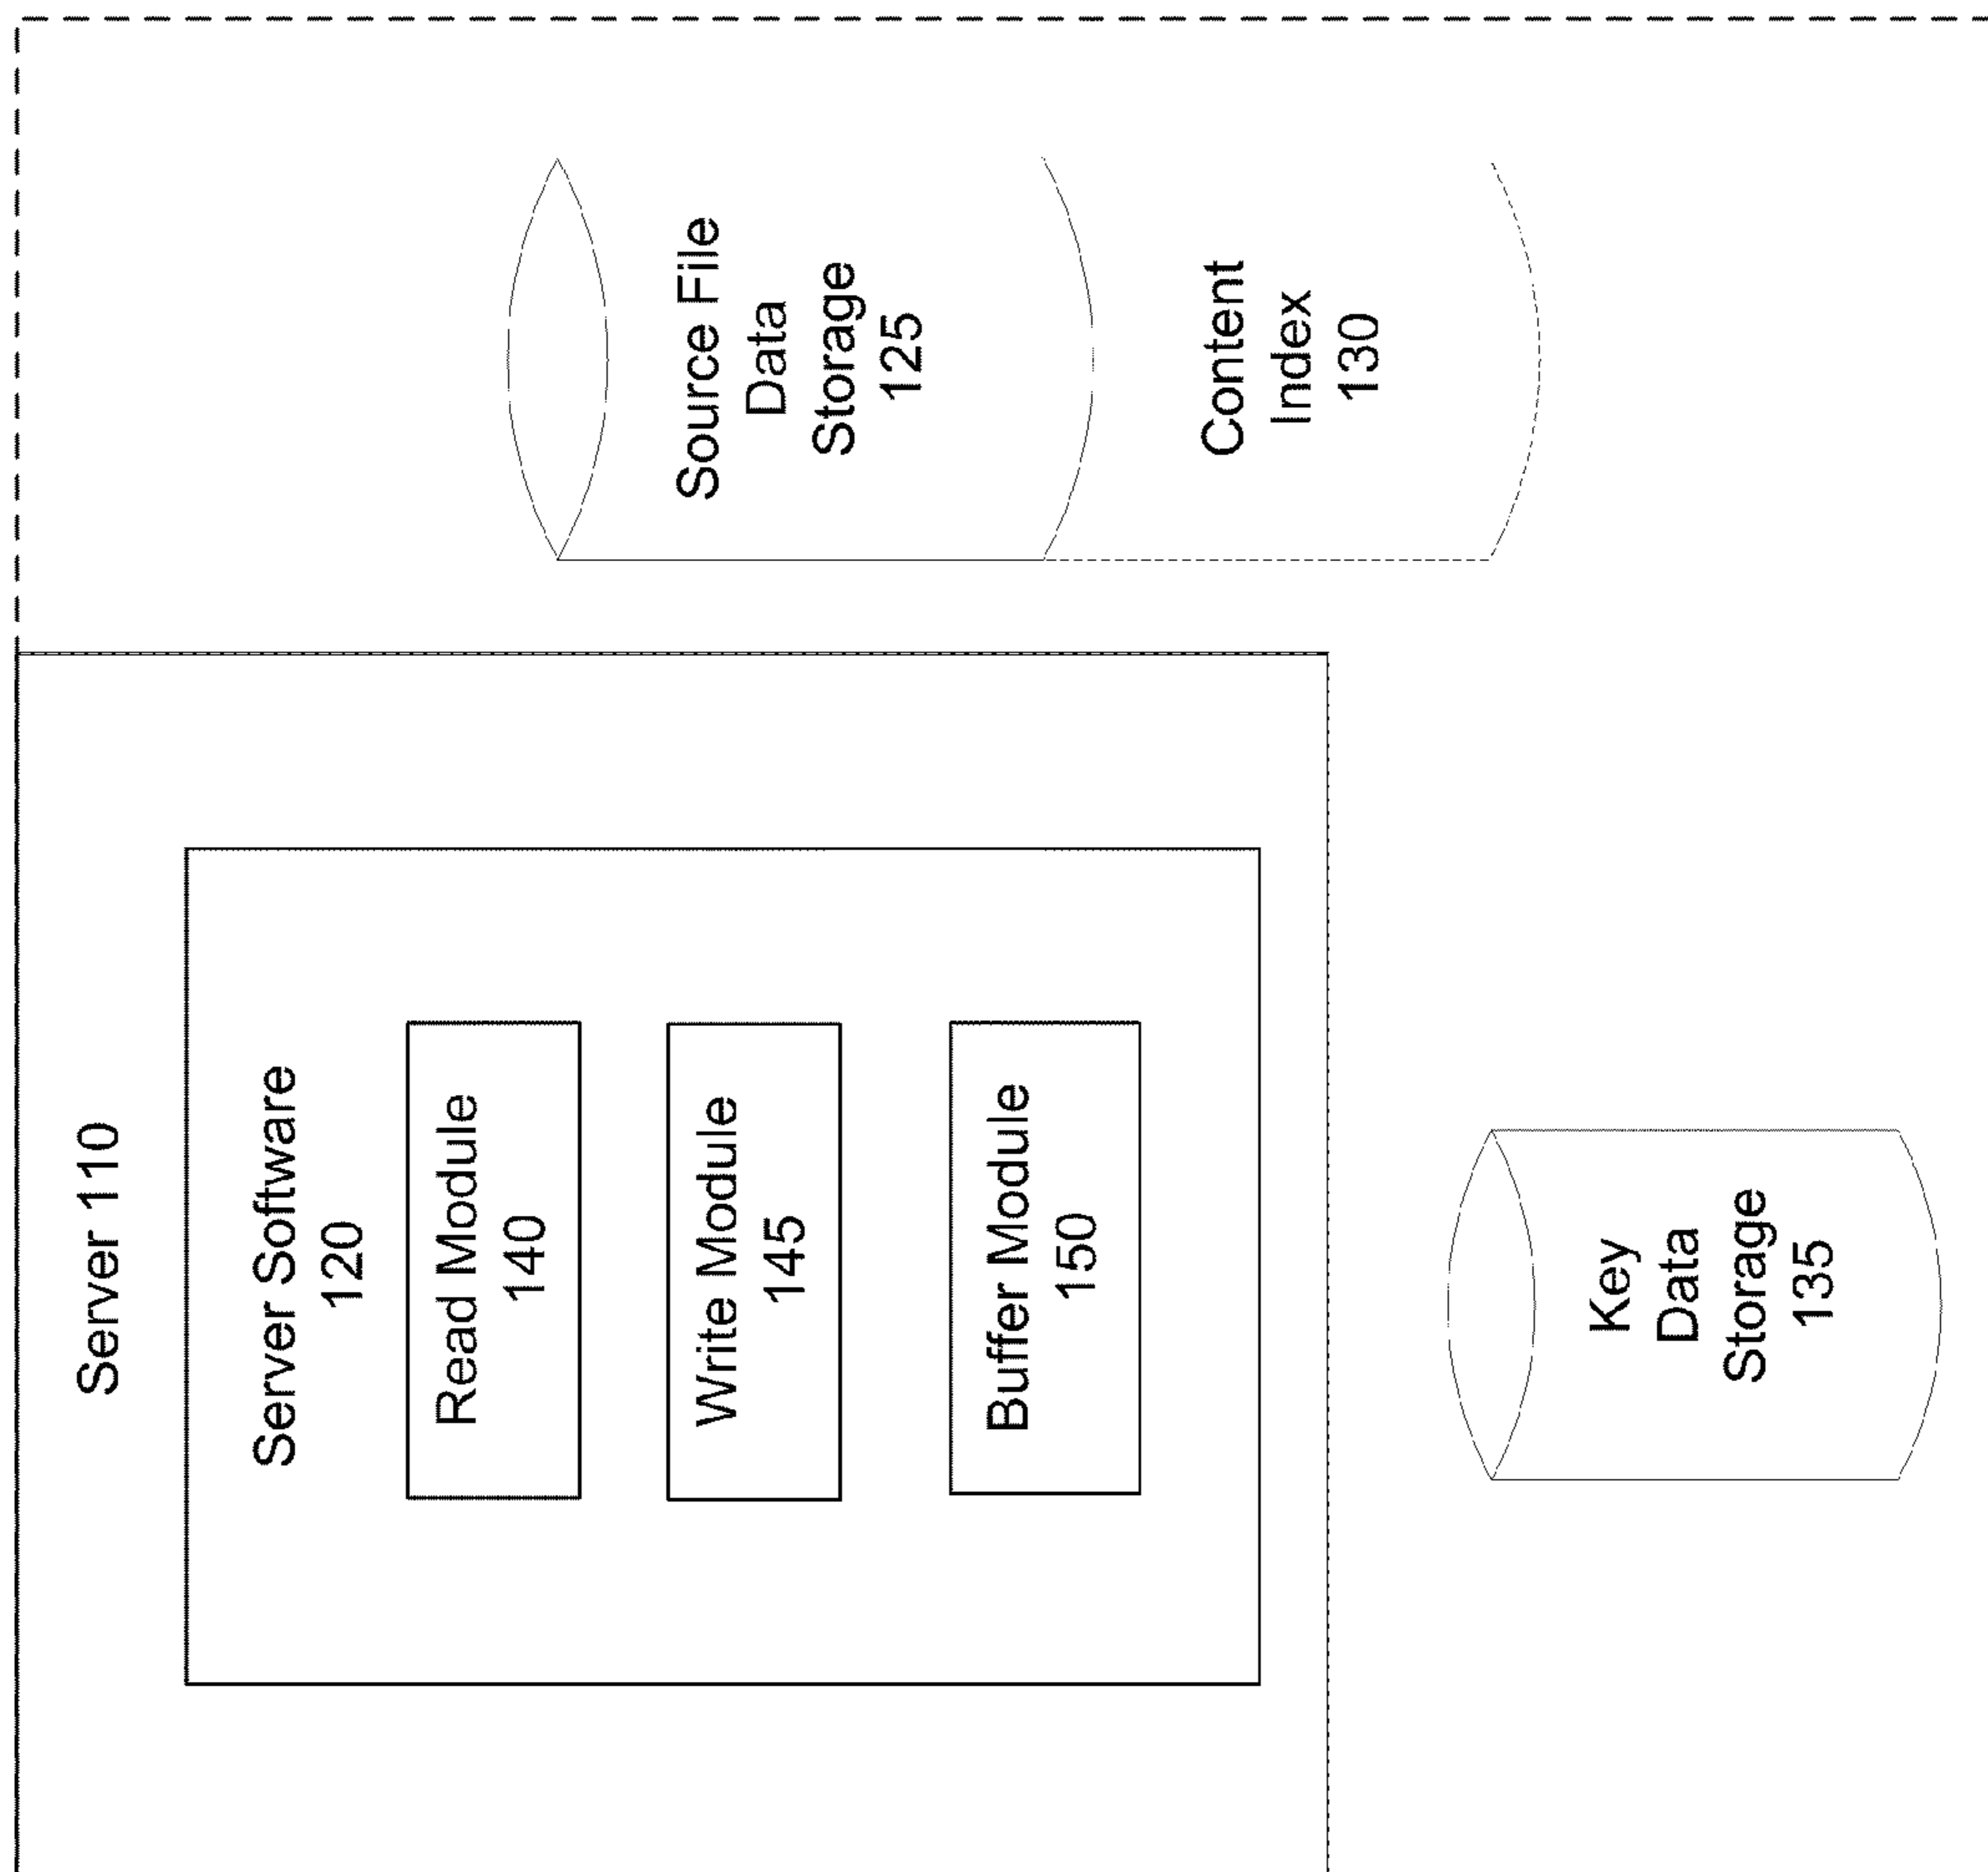 Server 110
Server Software
120
Read Module
140
Write Module
145
Buffer Module
150
Source File
Data
Storage
125
Content
Index
130
Key
Data
Storage
135